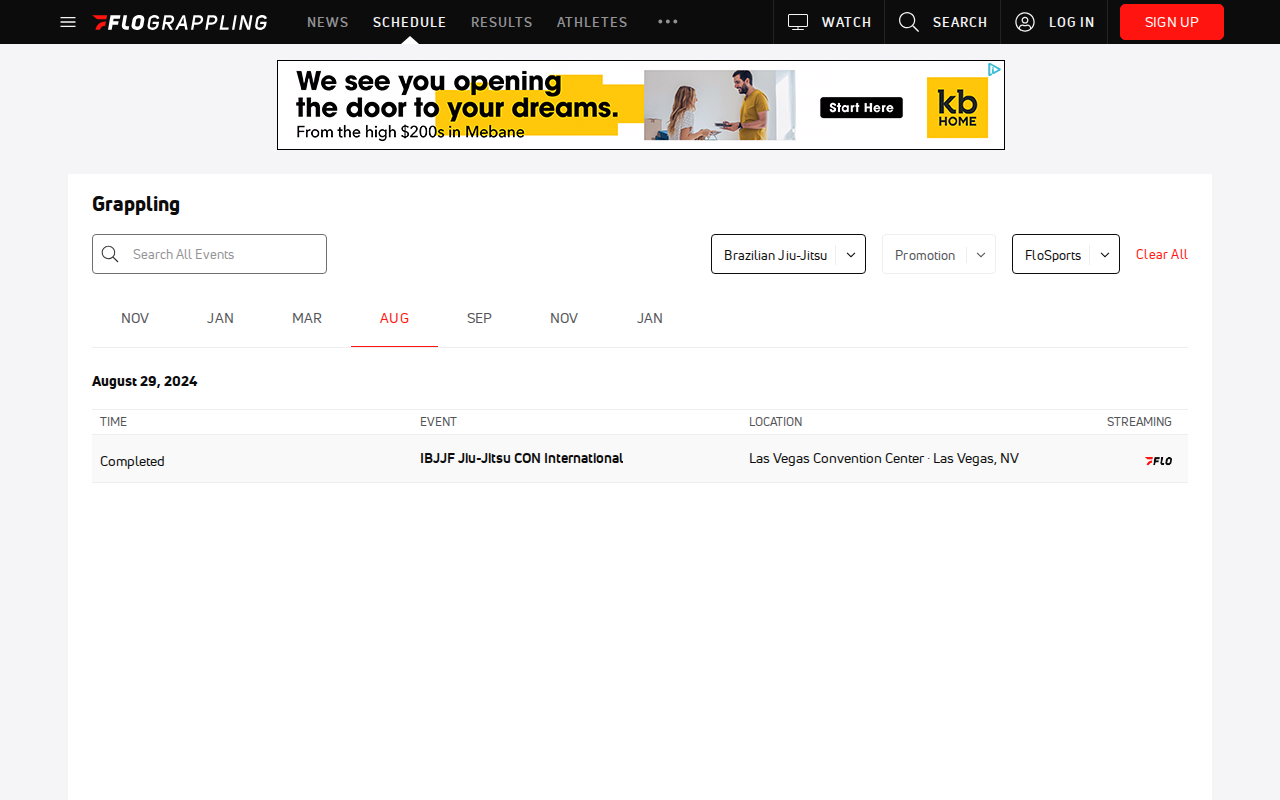 FLOGRAPPLING NEWS SCHEDULE RESULTS ATHLETES WATCH SEARCH LOG IN SIGN UP
We see you opening
the door to your dreams.
From the high $200s in Mebane
Start Here
kb
HOME
Grappling
Search All Events Brazilian Jiu-Jitsu Promotion FloSports Clear All
NOV JAN MAR AUG SEP NOV JAN
August 29, 2024
TIME EVENT LOCATION STREAMING
Completed IBJJF Jiu-Jitsu CON International Las Vegas Convention Center · Las Vegas, NV FLO